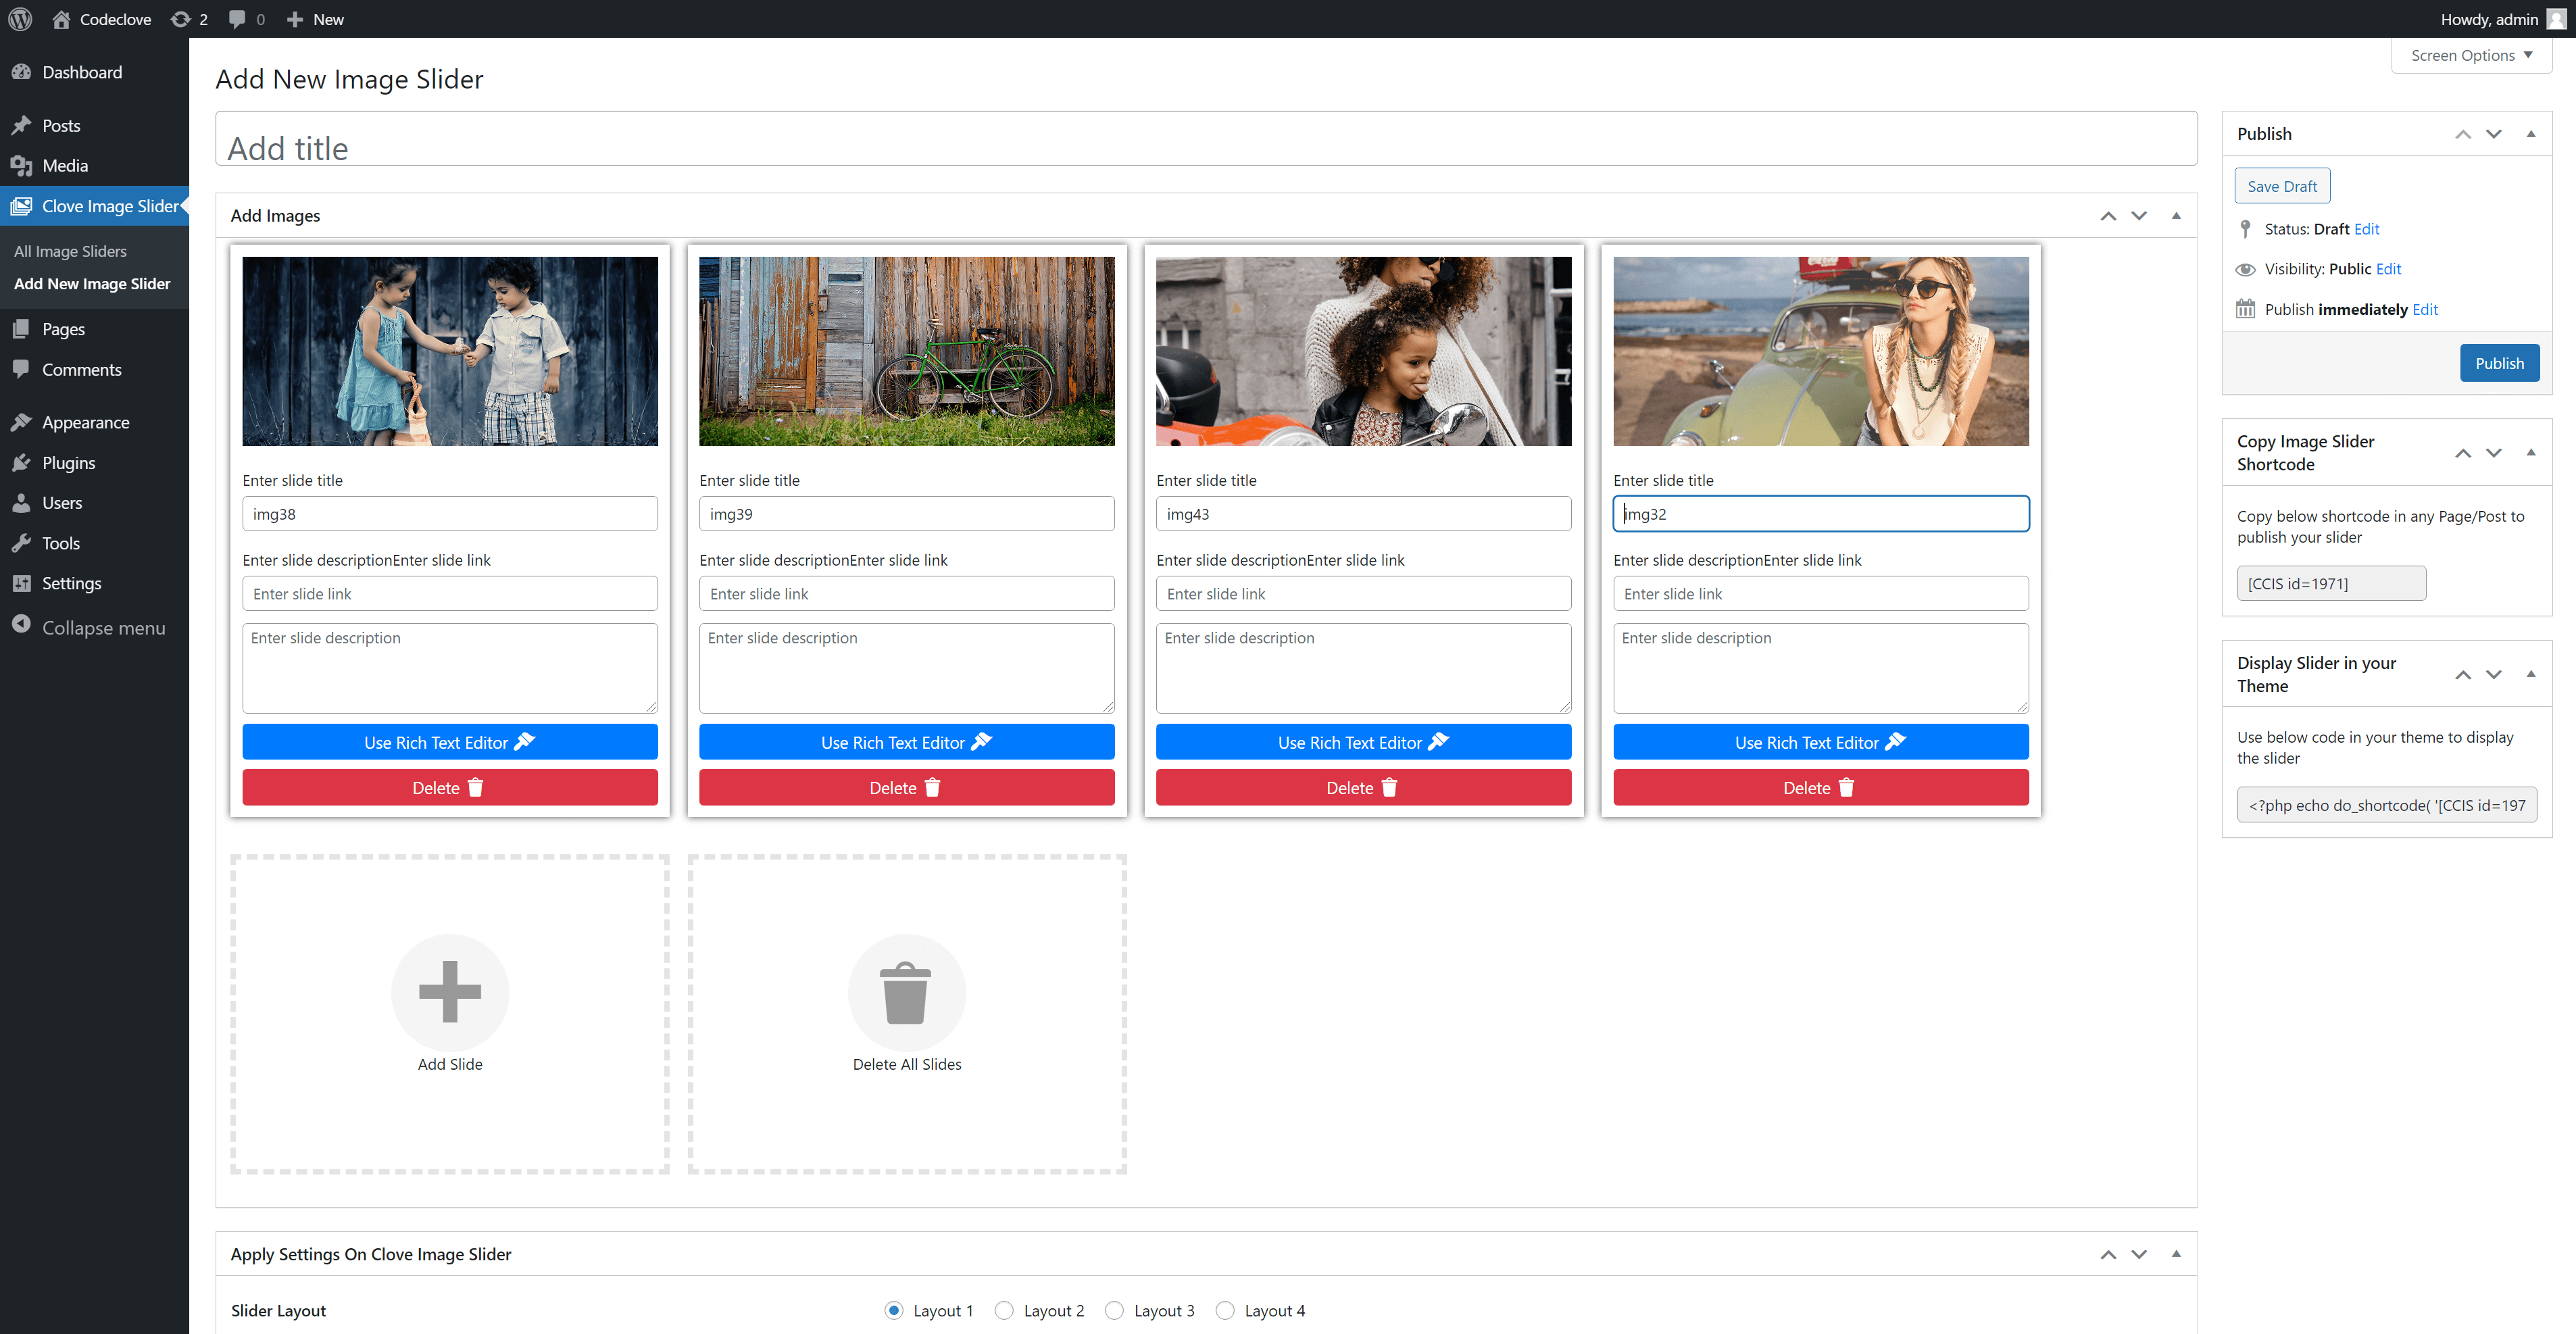 Codeclove 2 0 New Howdy, admin
Screen Options
Dashboard
Posts
Media
Clove Image Slider
All Image Sliders
Add New Image Slider
Pages
Comments
Appearance
Plugins
Users
Tools
Settings
Collapse menu
Add New Image Slider
Add title
Add Images
Enter slide title
img38
Enter slide descriptionEnter slide link
Enter slide link
Enter slide description
Use Rich Text Editor
Delete
Enter slide title
img39
Enter slide descriptionEnter slide link
Enter slide link
Enter slide description
Use Rich Text Editor
Delete
Enter slide title
img43
Enter slide descriptionEnter slide link
Enter slide link
Enter slide description
Use Rich Text Editor
Delete
Enter slide title
img32
Enter slide descriptionEnter slide link
Enter slide link
Enter slide description
Use Rich Text Editor
Delete
Add Slide
Delete All Slides
Apply Settings On Clove Image Slider
Slider Layout Layout 1 Layout 2 Layout 3 Layout 4
Publish
Save Draft
Status: Draft Edit
Visibility: Public Edit
Publish immediately Edit
Publish
Copy Image Slider
Shortcode
Copy below shortcode in any Page/Post to
publish your slider
[CCIS id=1971]
Display Slider in your
Theme
Use below code in your theme to display
the slider
<?php echo do_shortcode( '[CCIS id=197